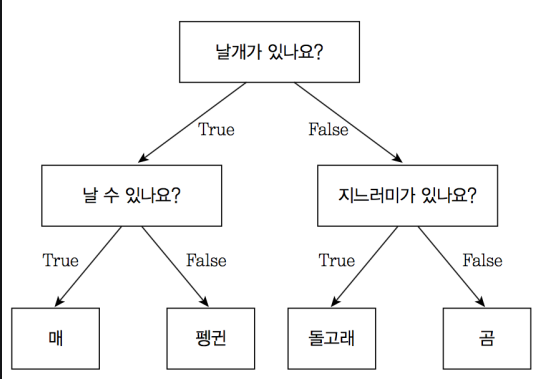 날개가 있나요?
True
False
날 수 있나요?
지느러미가 있나요?
True
False
True
False
매
펭귄
돌고래
곰